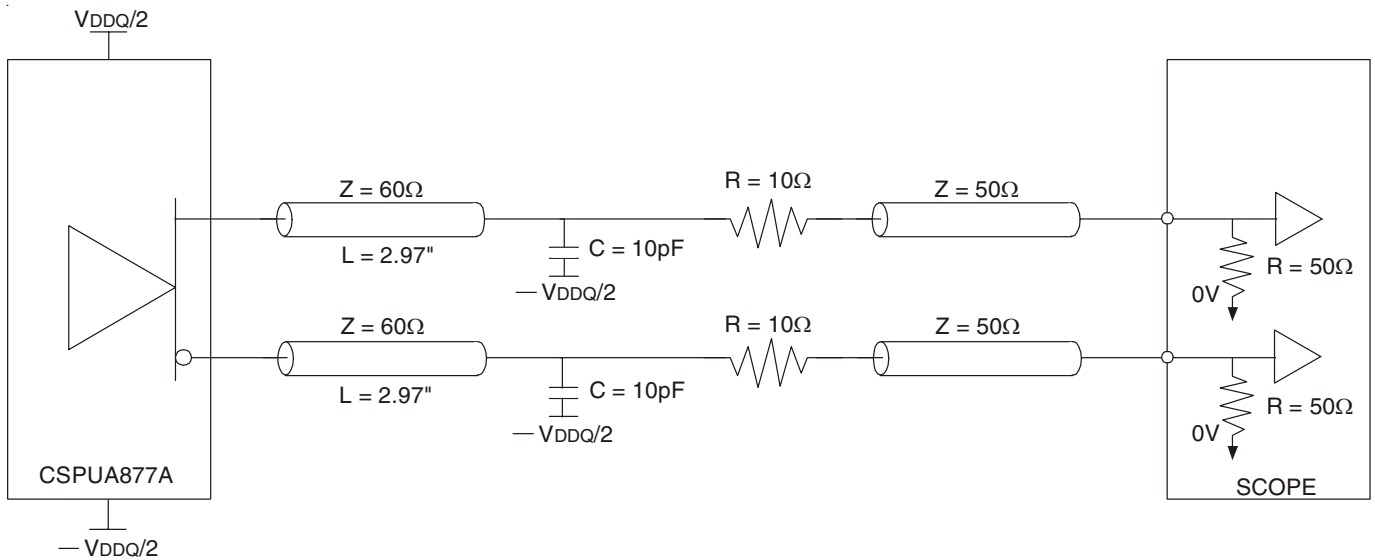 VDDQ/2
Z = 60Ω
R = 10Ω
Z = 50Ω
L = 2.97"
C = 10pF
— VDDQ/2
R = 50Ω
0V
Z = 60Ω
R = 10Ω
Z = 50Ω
L = 2.97"
C = 10pF
— VDDQ/2
R = 50Ω
0V
CSPUA877A
SCOPE
— VDDQ/2